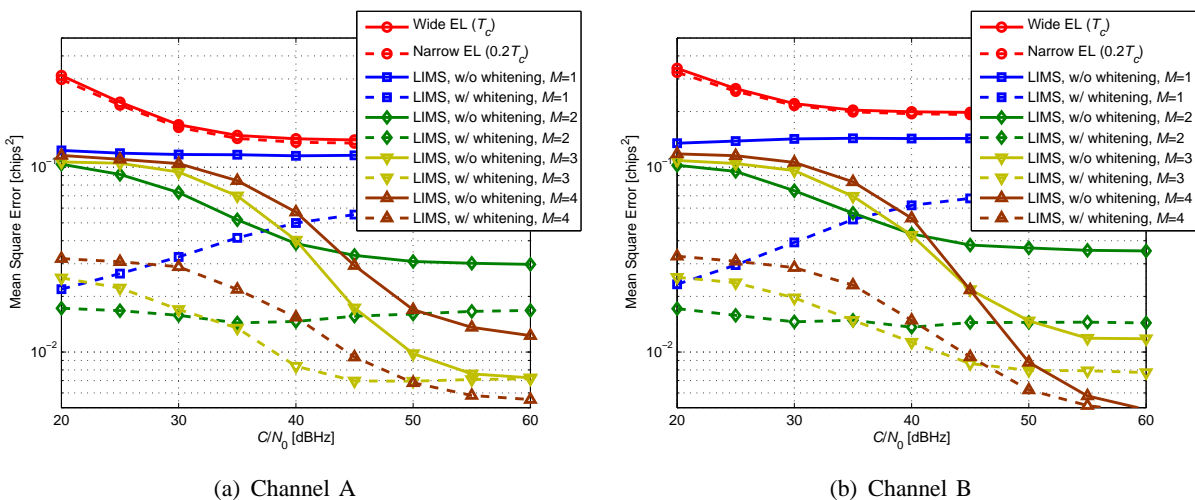 Wide EL (Tc)
Narrow EL (0.2Tc)
LIMS, w/o whitening, M=1
LIMS, w/ whitening, M=1
LIMS, w/o whitening, M=2
LIMS, w/ whitening, M=2
LIMS, w/o whitening, M=3
LIMS, w/ whitening, M=3
LIMS, w/o whitening, M=4
LIMS, w/ whitening, M=4
Mean Square Error [chips²]
10⁻¹
10⁻²
20 30 40 50 60
C/N₀ [dBHz]
(a) Channel A
Wide EL (Tc)
Narrow EL (0.2Tc)
LIMS, w/o whitening, M=1
LIMS, w/ whitening, M=1
LIMS, w/o whitening, M=2
LIMS, w/ whitening, M=2
LIMS, w/o whitening, M=3
LIMS, w/ whitening, M=3
LIMS, w/o whitening, M=4
LIMS, w/ whitening, M=4
Mean Square Error [chips²]
10⁻¹
10⁻²
20 30 40 50 60
C/N₀ [dBHz]
(b) Channel B